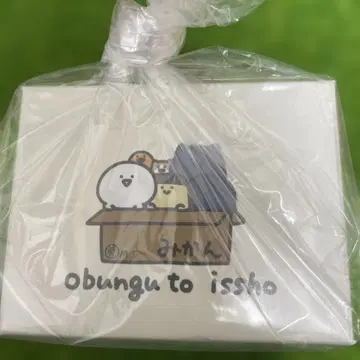 みかん
obungu to issho